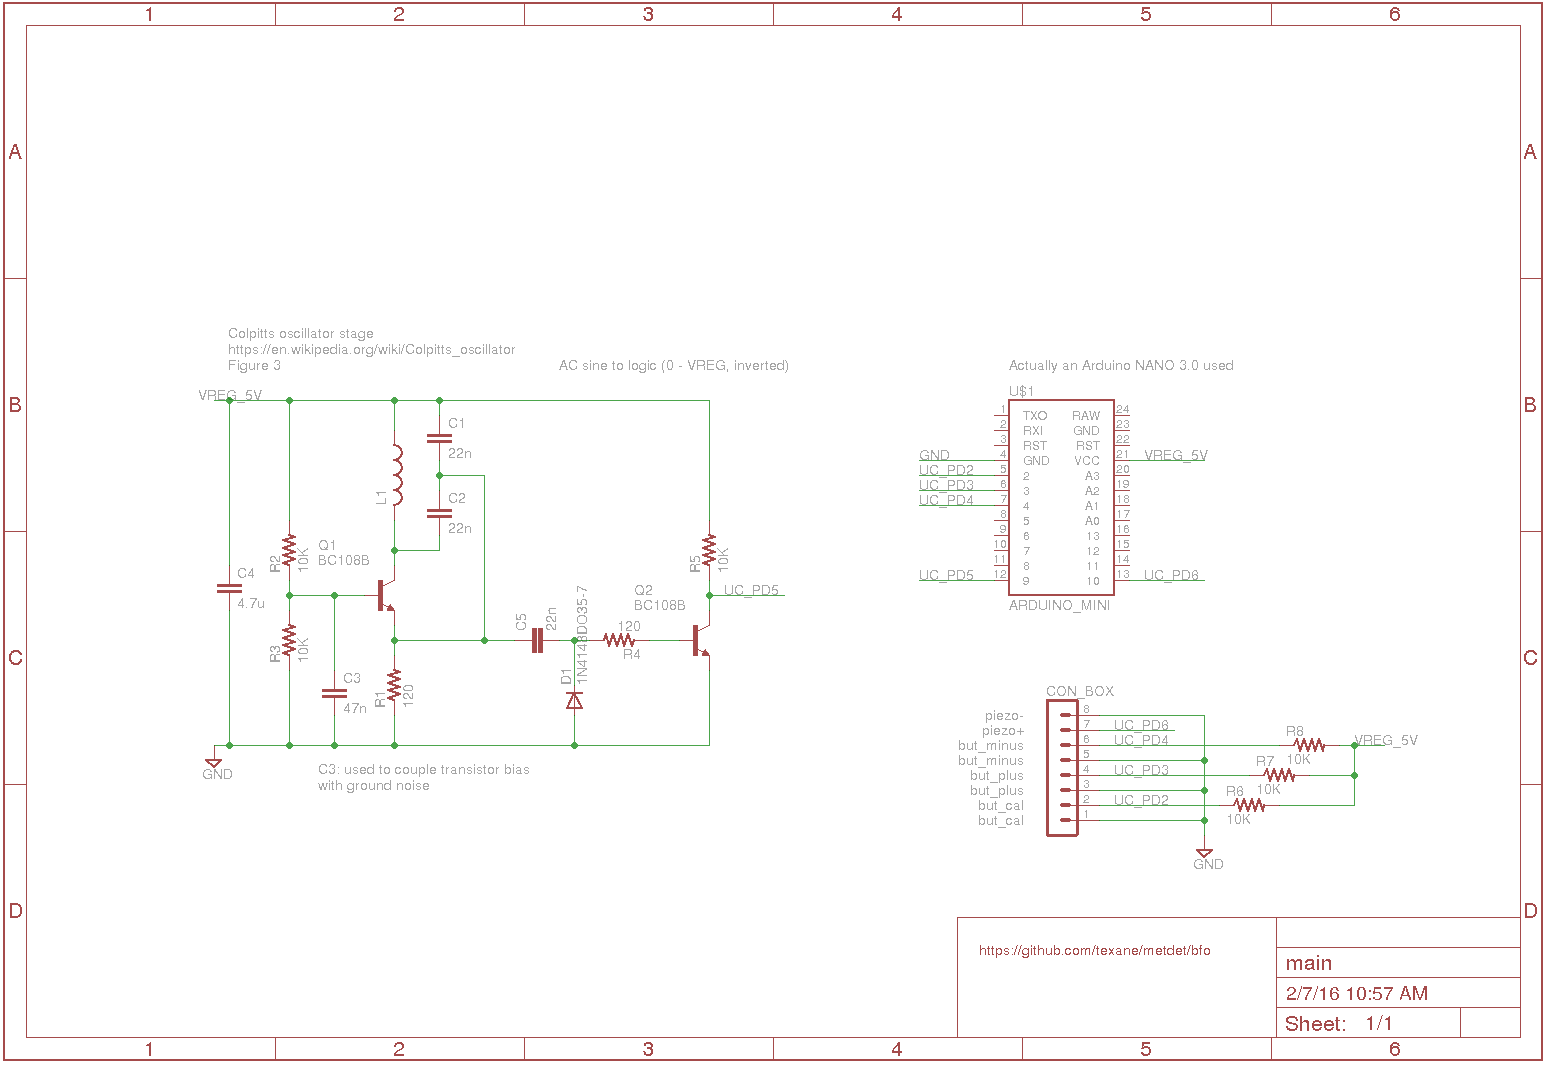 1 2 3 4 5 6
A A
B B
C C
D D
Colpitts oscillator stage
https://en.wikipedia.org/wiki/Colpitts_oscillator
Figure 3
AC sine to logic (0 - VREG, inverted)
VREG_5V
C1
22n
C2
22n
L1
R2
10K
Q1
BC108B
C4
4.7u
R3
10K
C3
47n
R1
120
C5
22n
D1
1N4148DO35-7
120
R4
Q2
BC108B
R5
10K
UC_PD5
GND
C3: used to couple transistor bias
with ground noise
Actually an Arduino NANO 3.0 used
U$1
1 TXO RAW 24
2 RXI GND 23
3 RST RST 22
GND 4 GND VCC 21 VREG_5V
UC_PD2 5 2 A3 20
UC_PD3 6 3 A2 19
UC_PD4 7 4 A1 18
8 5 A0 17
9 6 13 16
10 7 12 15
11 8 11 14
UC_PD5 12 9 10 13 UC_PD6
ARDUINO_MINI
CON_BOX
piezo- 8
piezo+ 7 UC_PD6
but_minus 6 UC_PD4
but_minus 5
but_plus 4 UC_PD3
but_plus 3
but_cal 2 UC_PD2
but_cal 1
R8
10K
R7
10K
R6
10K
VREG_5V
GND
https://github.com/texane/metdet/bfo
main
2/7/16 10:57 AM
Sheet: 1/1
1 2 3 4 5 6